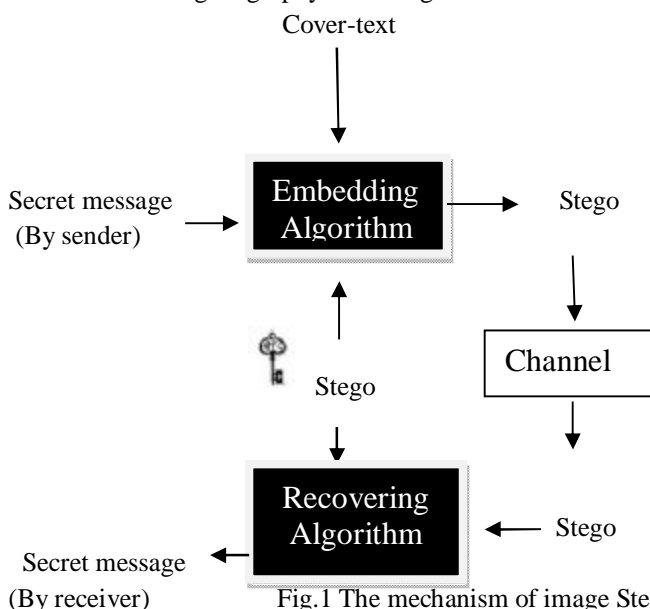 Cover-text
Embedding
Algorithm
Secret message
(By sender)
Stego
Channel
Stego
Recovering
Algorithm
Stego
Secret message
(By receiver)
Fig.1 The mechanism of image Ste